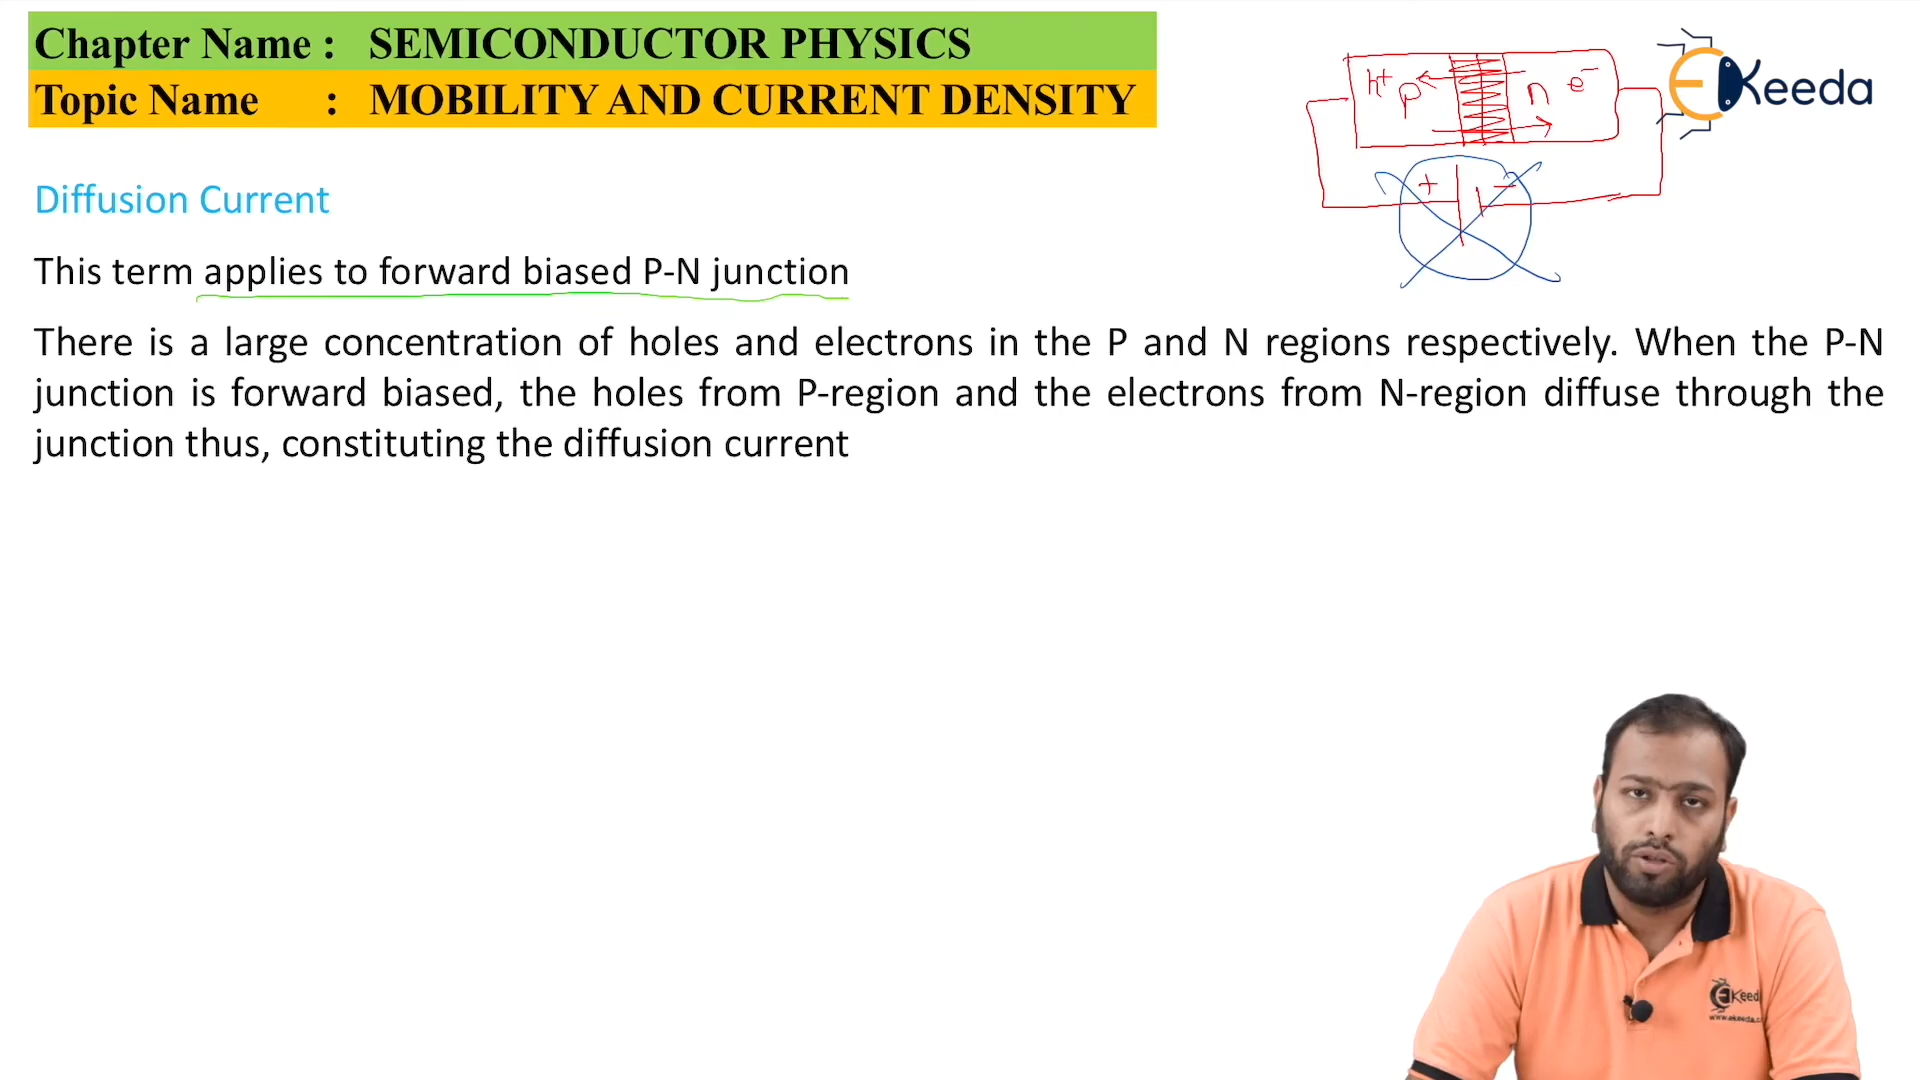 Chapter Name : SEMICONDUCTOR PHYSICS
Topic Name : MOBILITY AND CURRENT DENSITY
h+ p n e-
+ -
EKeeda
Diffusion Current
This term applies to forward biased P-N junction
There is a large concentration of holes and electrons in the P and N regions respectively. When the P-N
junction is forward biased, the holes from P-region and the electrons from N-region diffuse through the
junction thus, constituting the diffusion current
EKeeda